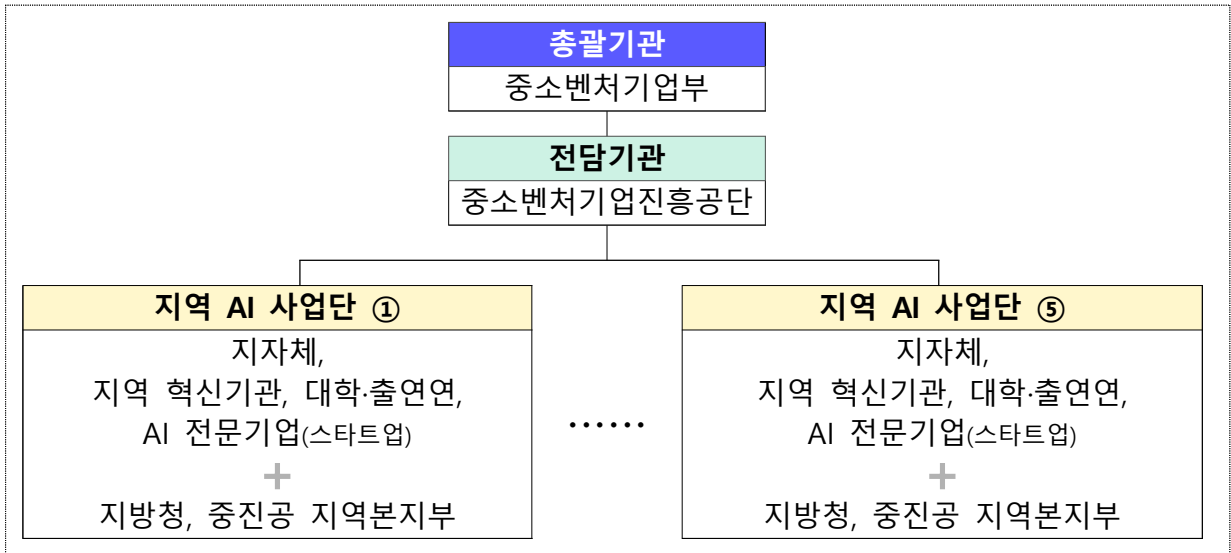 총괄기관
중소벤처기업부
전담기관
중소벤처기업진흥공단
지역 AI 사업단 ①
지자체,
지역 혁신기관, 대학·출연연,
AI 전문기업(스타트업)
+
지방청, 중진공 지역본지부
……
지역 AI 사업단 ⑤
지자체,
지역 혁신기관, 대학·출연연,
AI 전문기업(스타트업)
+
지방청, 중진공 지역본지부